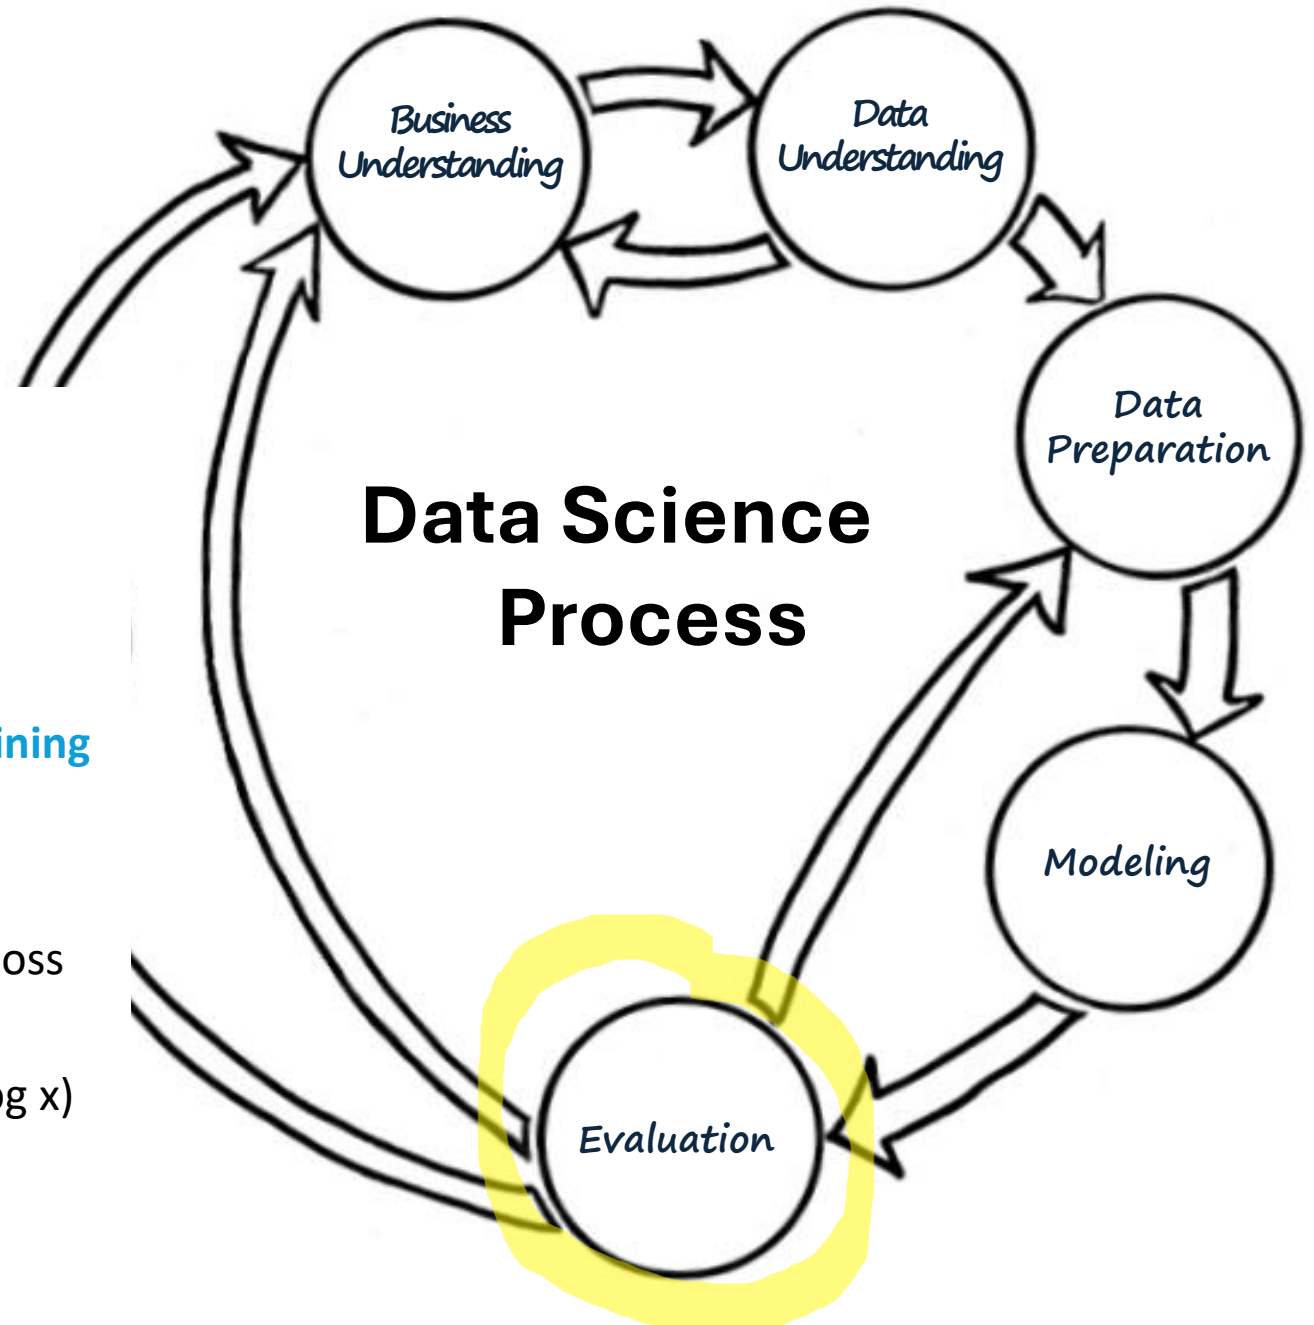 Business
Understanding
Data
Understanding
Data
Preparation
Data Science
Process
ining
Modeling
oss
g x)
Evaluation